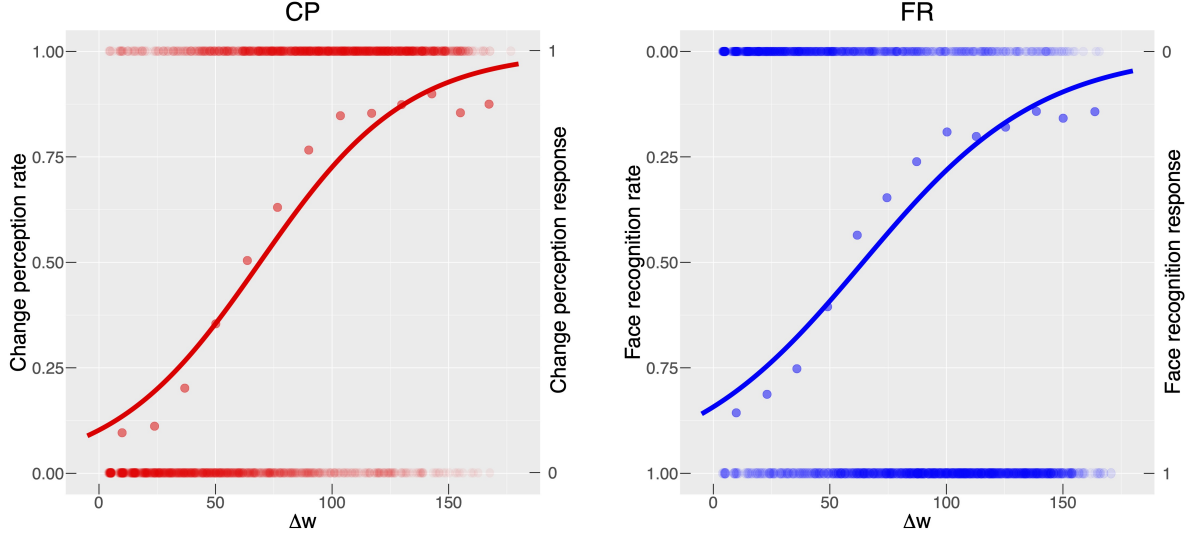 CP
Change perception rate
1.00
0.75
0.50
0.25
0.00
1
0
Change perception response
0
50
100
150
Δw
FR
Face recognition rate
0.00
0.25
0.50
0.75
1.00
0
1
Face recognition response
0
50
100
150
Δw